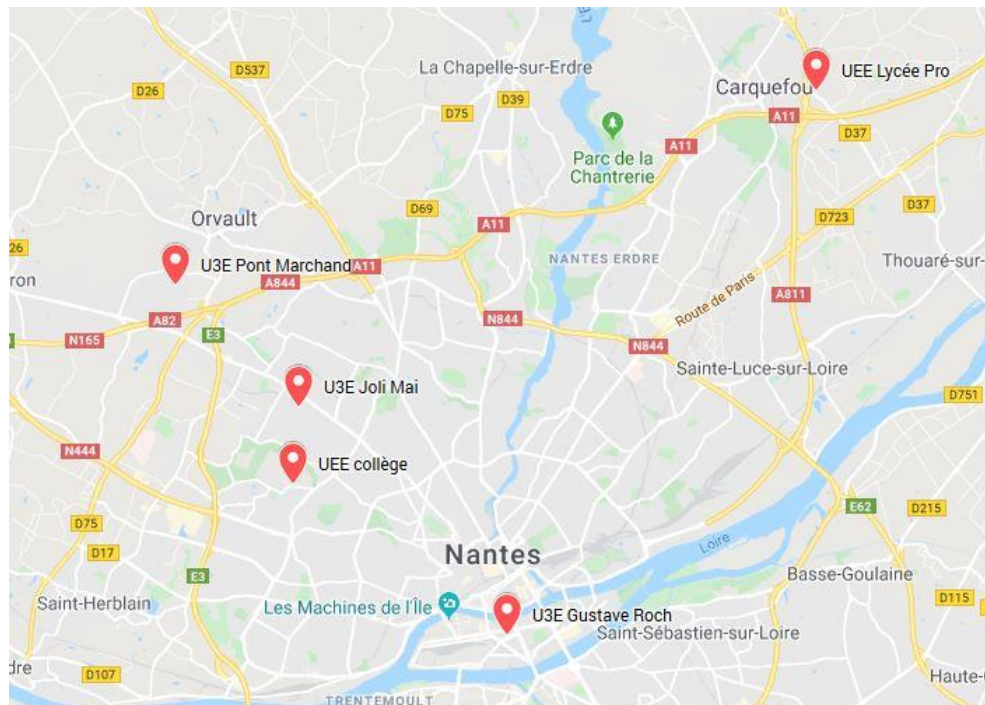 La Chapelle-sur-Erdre
UEE Lycée Pro
D537
Carquefou
D26
D39
D75
A11
D37
A11
Parc de la
Chantrerie
D69
D37
Orvault
D723
A11
26
NANTES ERDRE
Thouaré-sur-
U3E Pont Marchand
A11
ron
A844
Route de Paris
A811
A82
N844
E3
N165
N844
Sainte-Luce-sur-Loire
U3E Joli Mai
D751
N444
UEE collège
E62
D215
D75
Loire
D17
Nantes
E3
Basse-Goulaine
Saint-Herblain
Les Machines de l'Île
D115
U3E Gustave Roch
Saint-Sébastien-sur-Loire
dre
D107
Haute-
TRENTEMOULT